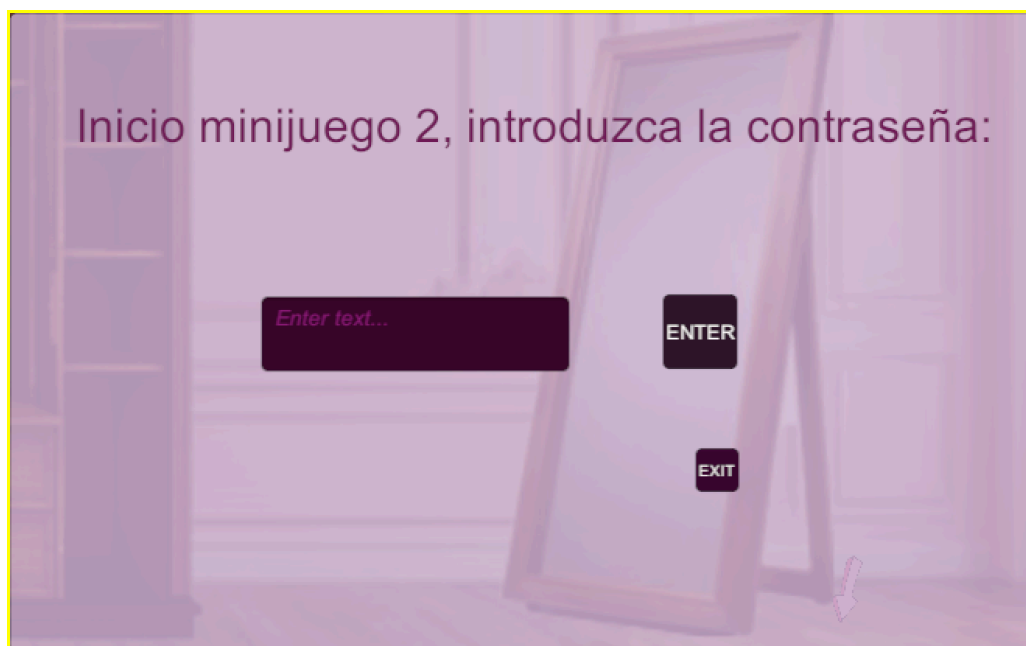 Inicio minijuego 2, introduzca la contraseña:
Enter text...
ENTER
EXIT